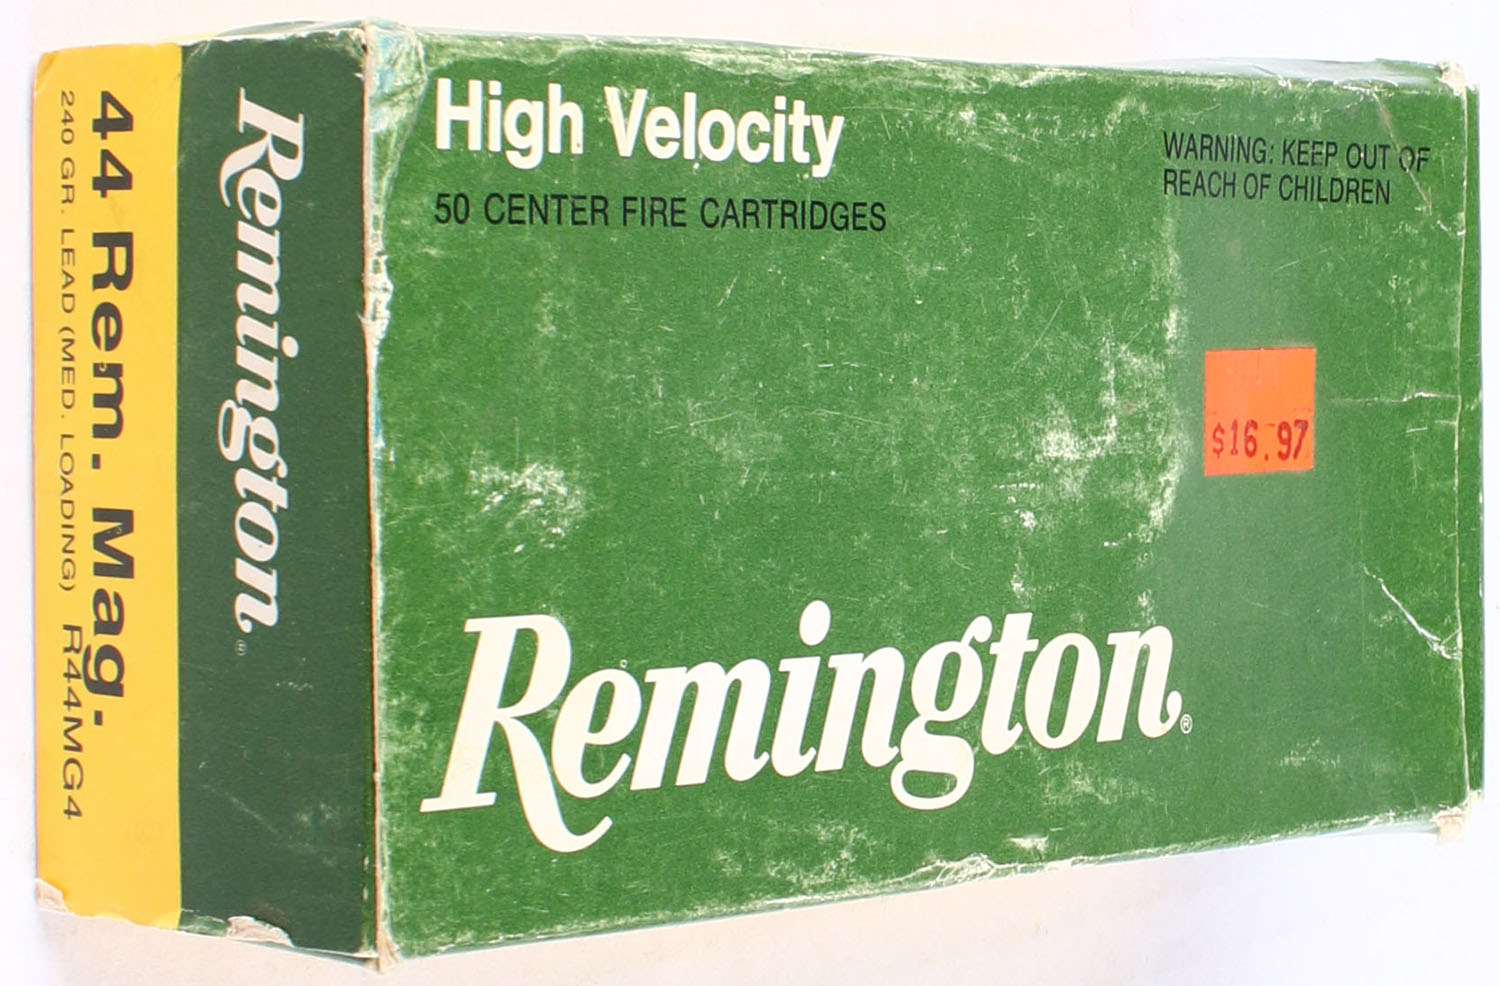 High Velocity
50 CENTER FIRE CARTRIDGES
WARNING: KEEP OUT OF
REACH OF CHILDREN
$16.97
Remington®
Remington®
44 Rem. Mag.
240 GR. LEAD (MED. LOADING) R44MG4